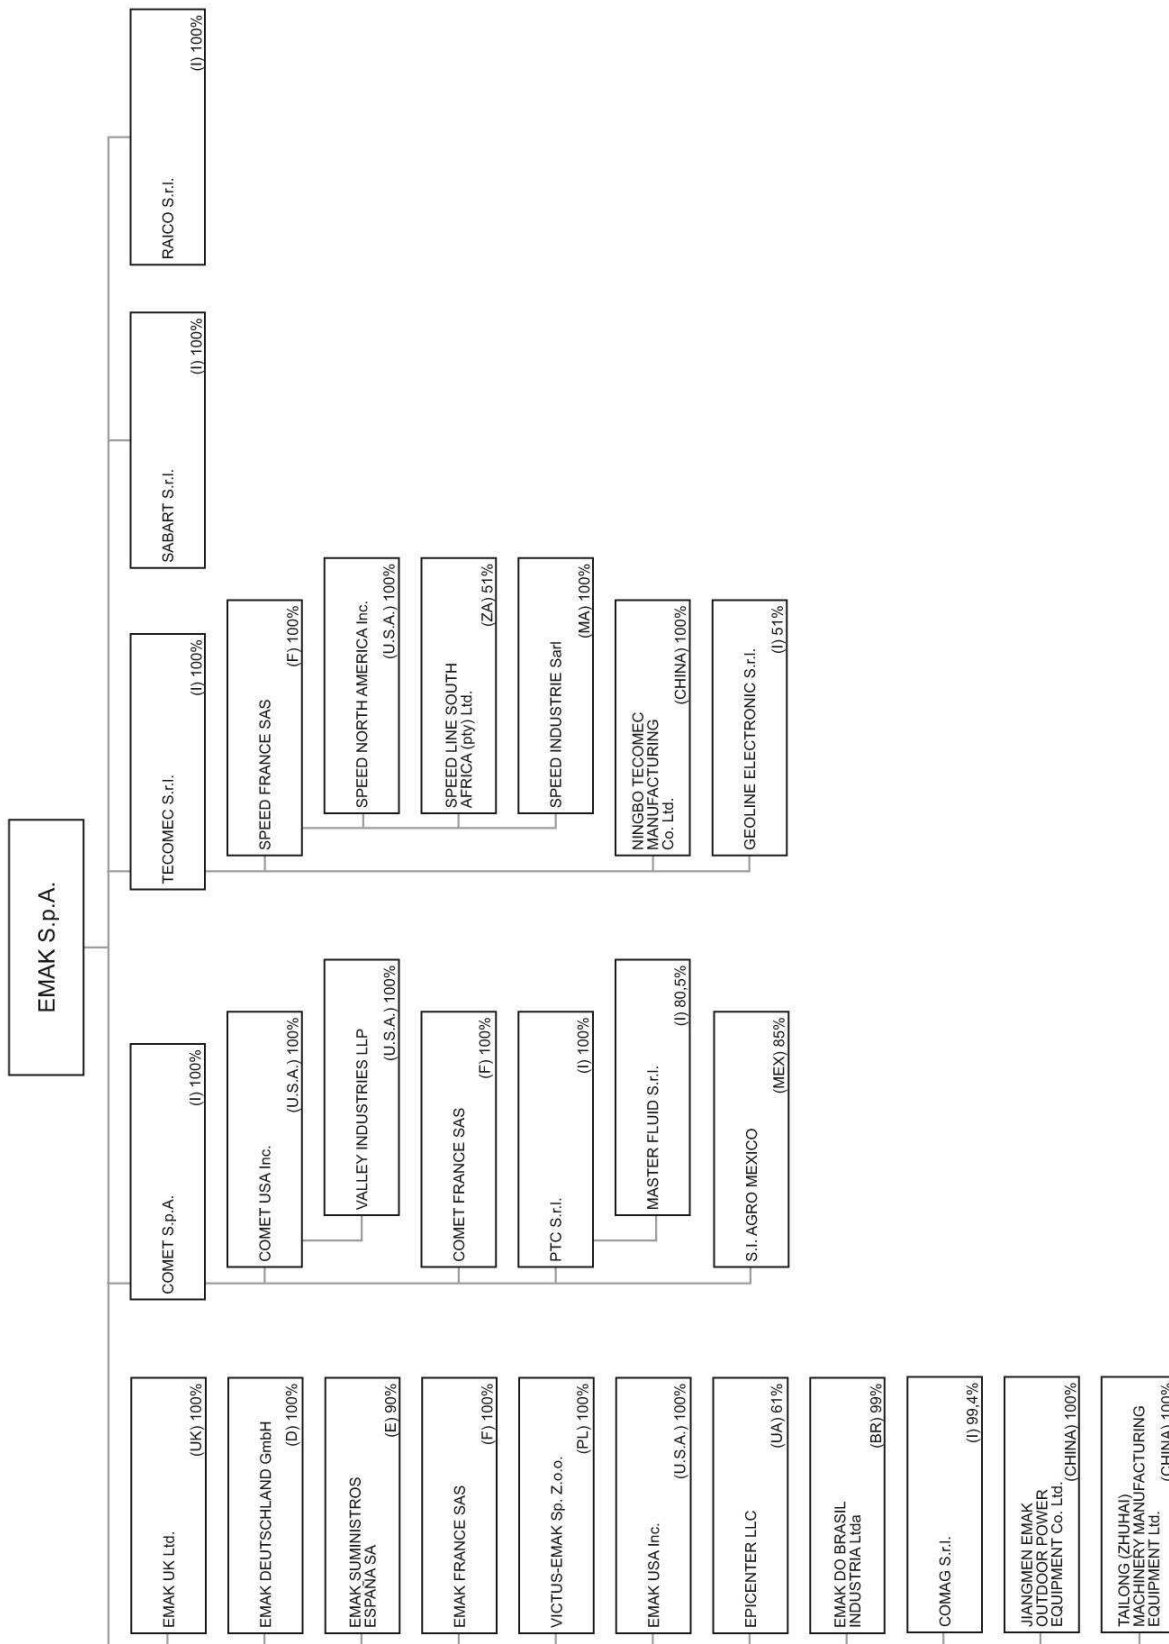 EMAK S.p.A.
EMAK UK Ltd.
(UK) 100%
EMAK DEUTSCHLAND GmbH
(D) 100%
EMAK SUMINISTROS
ESPAÑA SA
(E) 90%
EMAK FRANCE SAS
(F) 100%
VICTUS-EMAK Sp. Z.o.o.
(PL) 100%
EMAK USA Inc.
(U.S.A.) 100%
EPICENTER LLC
(UA) 61%
EMAK DO BRASIL
INDUSTRIA Ltda
(BR) 99%
COMAG S.r.l.
(I) 99,4%
JIANGMEN EMAK
OUTDOOR POWER
EQUIPMENT Co. Ltd.
(CHINA) 100%
TAILONG (ZHUHAI)
MACHINERY MANUFACTURING
EQUIPMENT Ltd.
(CHINA) 100%
COMET S.p.A.
(I) 100%
COMET USA Inc.
(U.S.A.) 100%
VALLEY INDUSTRIES LLP
(U.S.A.) 100%
COMET FRANCE SAS
(F) 100%
PTC S.r.l.
(I) 100%
MASTER FLUID S.r.l.
(I) 80,5%
S.I. AGRO MEXICO
(MEX) 85%
TECOMEC S.r.l.
(I) 100%
SPEED FRANCE SAS
(F) 100%
SPEED NORTH AMERICA Inc.
(U.S.A.) 100%
SPEED LINE SOUTH
AFRICA (pty) Ltd.
(ZA) 51%
SPEED INDUSTRIE Sarl
(MA) 100%
NINGBO TECOMEC
MANUFACTURING
Co. Ltd.
(CHINA) 100%
GEOLINE ELECTRONIC S.r.l.
(I) 51%
SABART S.r.l.
(I) 100%
RAICO S.r.l.
(I) 100%